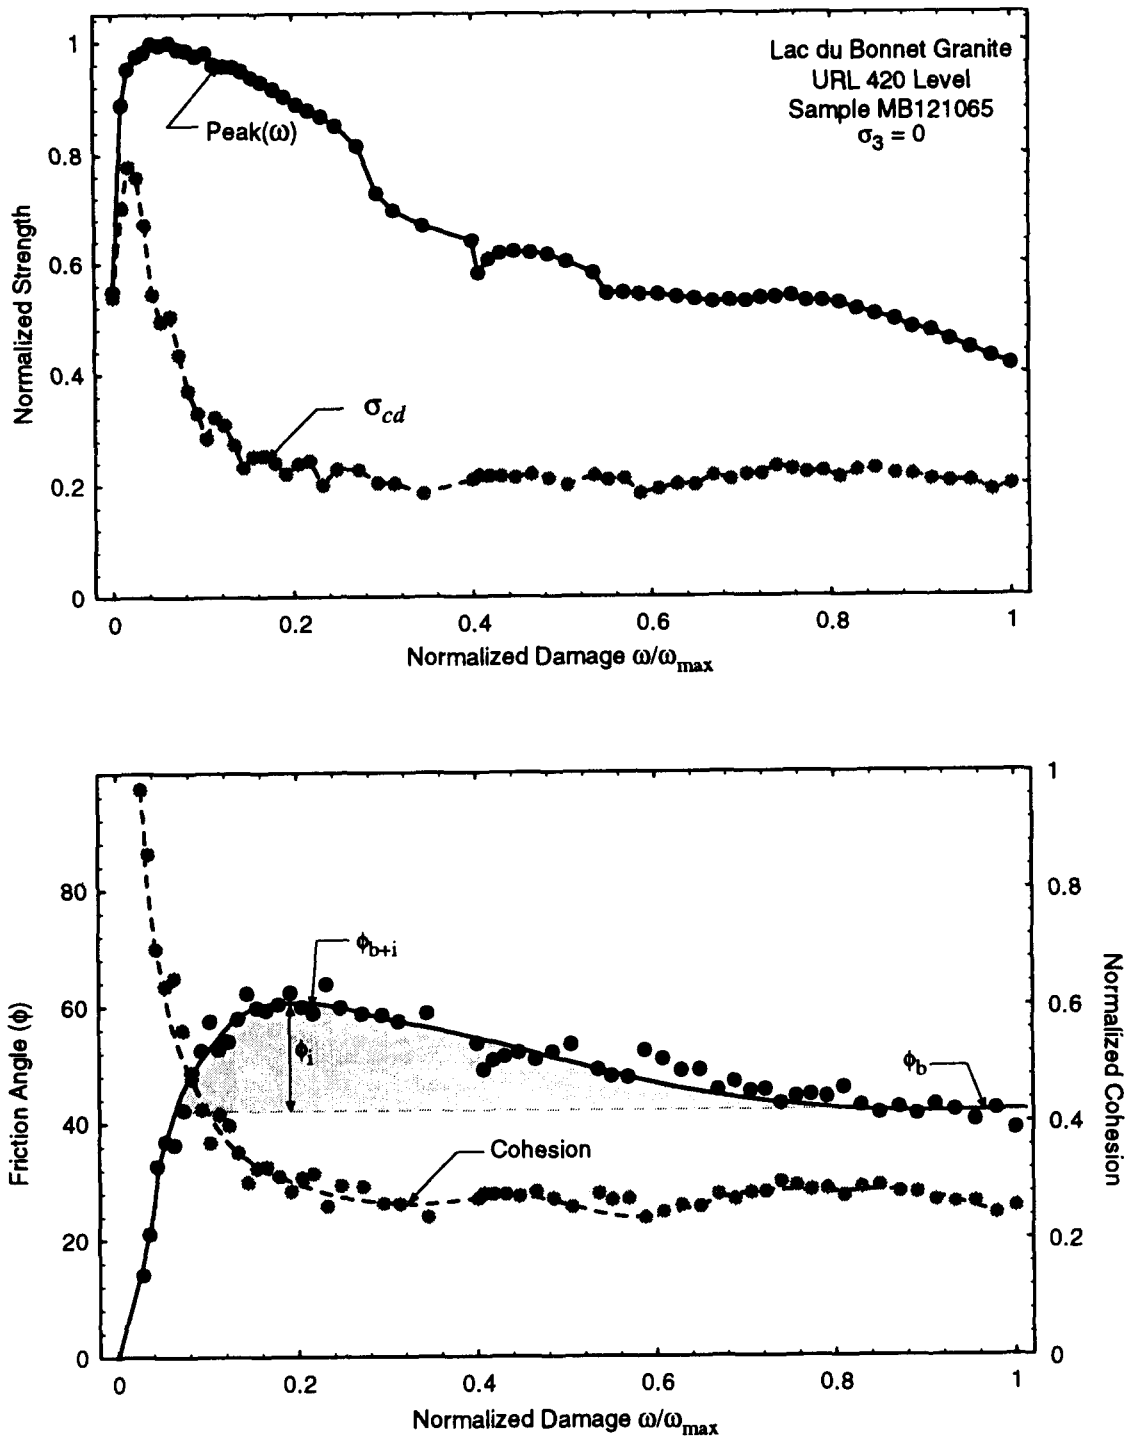 Lac du Bonnet Granite
URL 420 Level
Sample MB121065
σ3 = 0
Peak(ω)
σcd
Normalized Strength
1
0.8
0.6
0.4
0.2
0
0 0.2 0.4 0.6 0.8 1
Normalized Damage ω/ωmax
Friction Angle (ϕ)
80
60
40
20
0
ϕb+i
ϕi
ϕb
Cohesion
1
0.8
0.6
0.4
0.2
0
Normalized Cohesion
0 0.2 0.4 0.6 0.8 1
Normalized Damage ω/ωmax